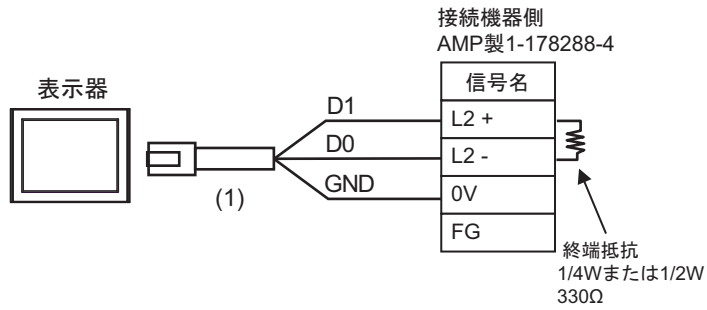 接続機器側
AMP製1-178288-4
表示器
信号名
D1
L2 +
D0
L2 -
GND
0V
(1)
FG
終端抵抗
1/4Wまたは1/2W
330Ω